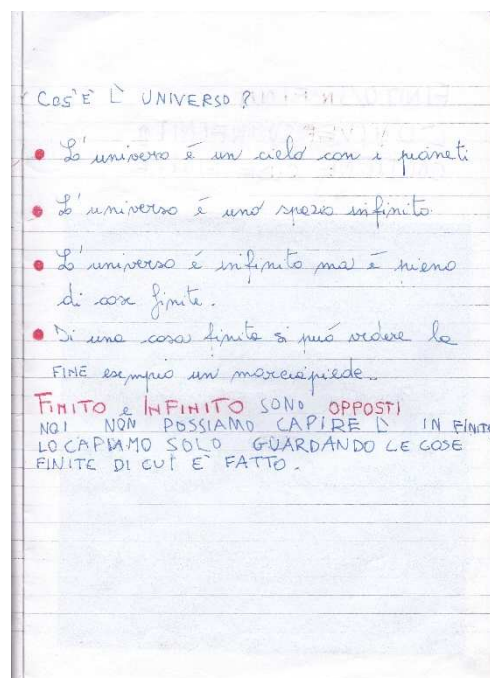 COS'È L' UNIVERSO?
• L'universo é un cielo con i pianeti
• L'universo é uno spazio infinito.
• L'universo é infinito ma é pieno
di cose finite.
• Di una cosa finita si puó vedere la
FINE esempio un marciapiede.
FINITO e INFINITO SONO OPPOSTI
NOI NON POSSIAMO CAPIRE L' INFINITO
LO CAPIAMO SOLO GUARDANDO LE COSE
FINITE DI CUI È FATTO.